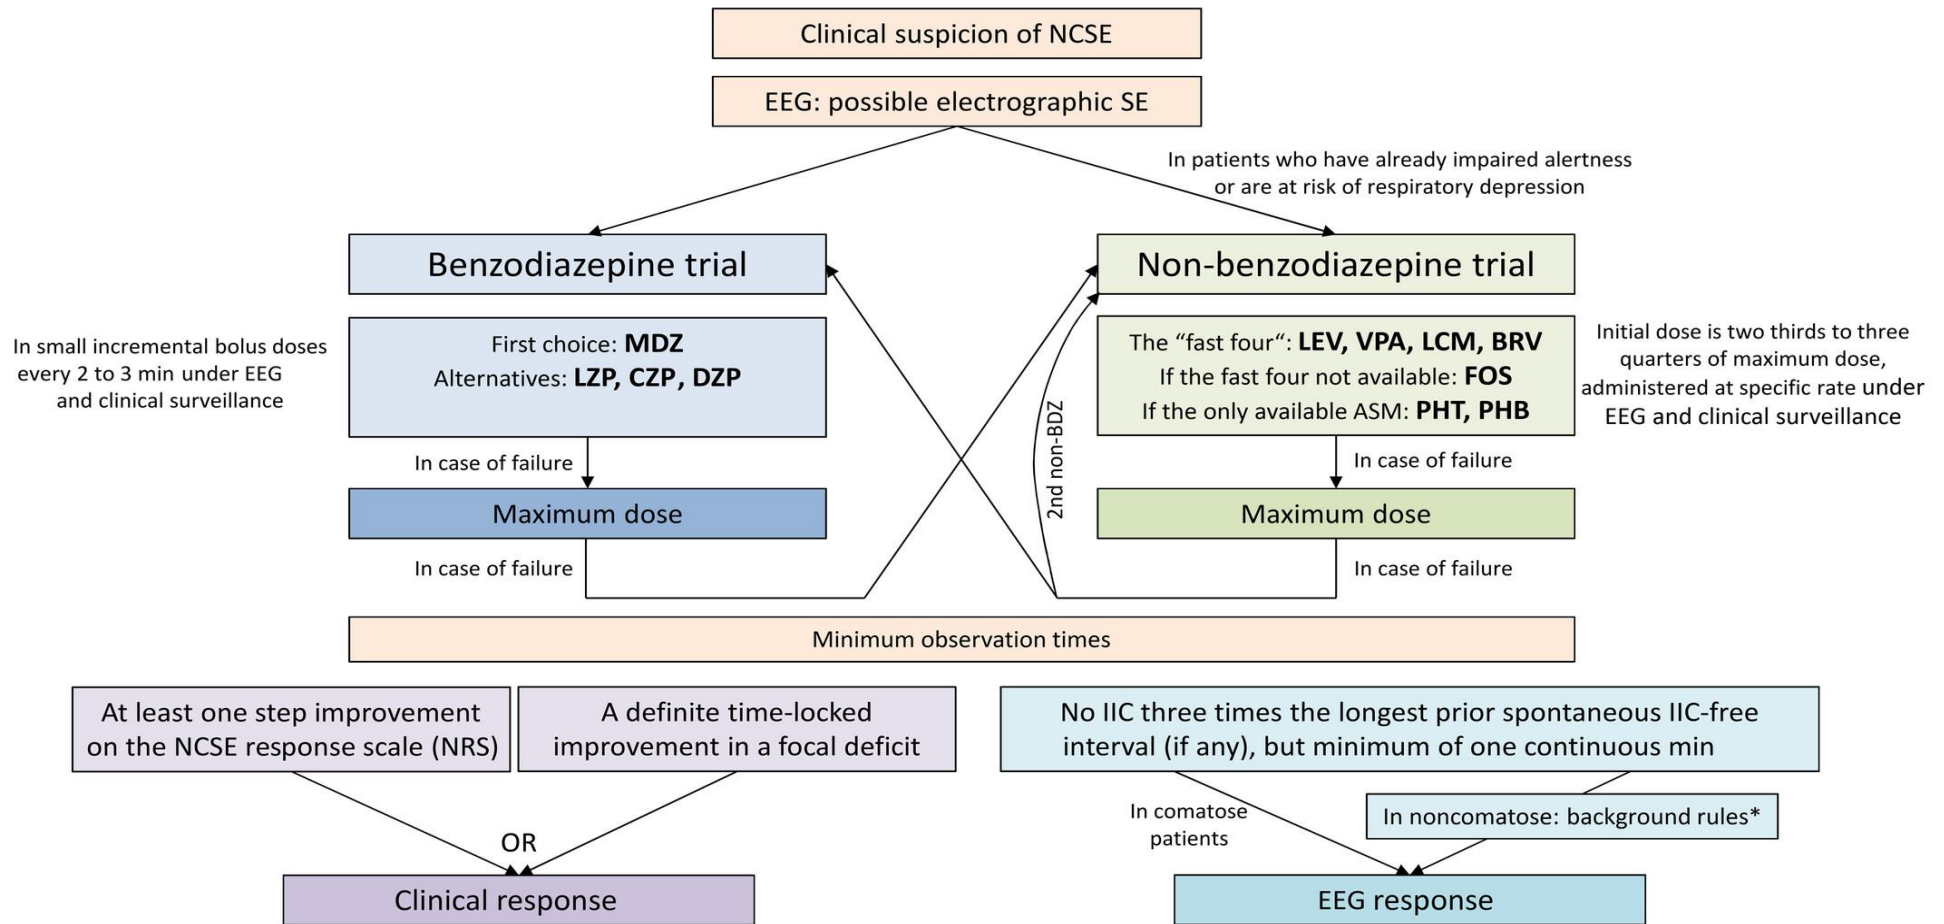 Clinical suspicion of NCSE
EEG: possible electrographic SE
In patients who have already impaired alertness
or are at risk of respiratory depression
Benzodiazepine trial
Non-benzodiazepine trial
In small incremental bolus doses
every 2 to 3 min under EEG
and clinical surveillance
First choice: MDZ
Alternatives: LZP, CZP, DZP
2nd non-BDZ
The “fast four“: LEV, VPA, LCM, BRV
If the fast four not available: FOS
If the only available ASM: PHT, PHB
Initial dose is two thirds to three
quarters of maximum dose,
administered at specific rate under
EEG and clinical surveillance
In case of failure
In case of failure
Maximum dose
Maximum dose
In case of failure
In case of failure
Minimum observation times
At least one step improvement
on the NCSE response scale (NRS)
A definite time-locked
improvement in a focal deficit
No IIC three times the longest prior spontaneous IIC-free
interval (if any), but minimum of one continuous min
OR
In comatose
patients
In noncomatose: background rules*
Clinical response
EEG response